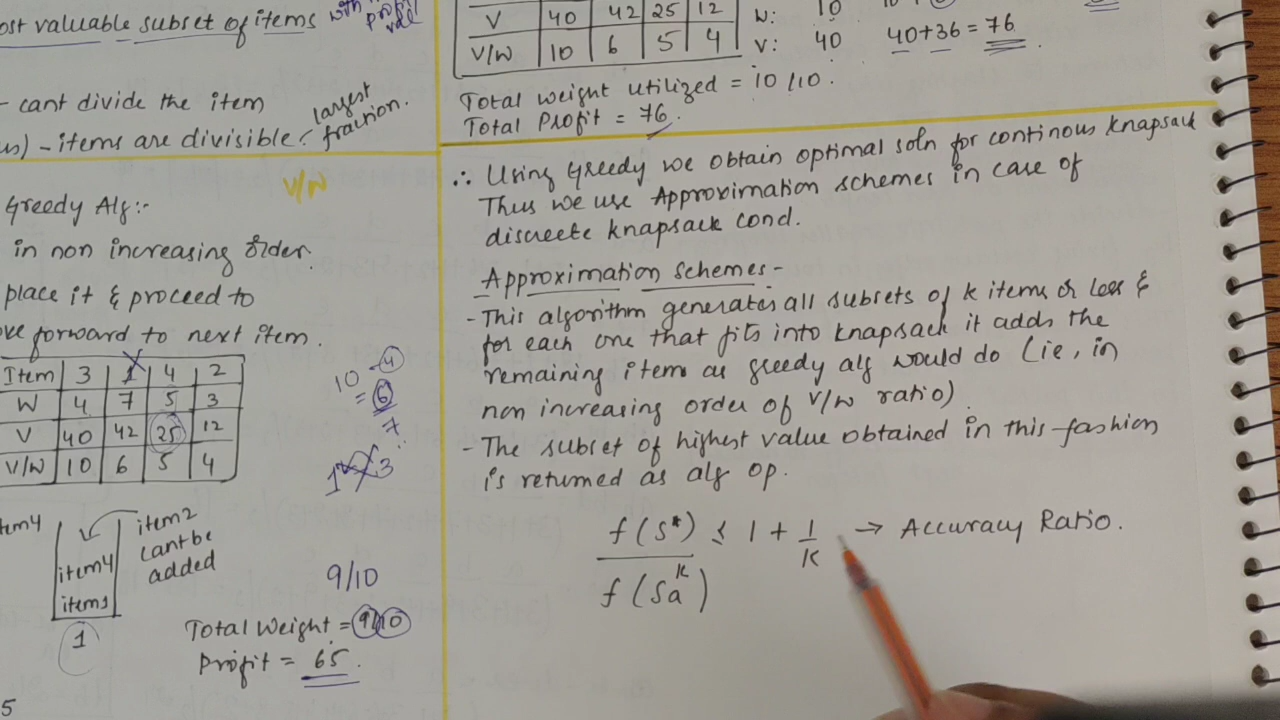 ost valuable subset of items with
profit
- cant divide the item
us) - items are divisible < largest
fraction.
V/W
Greedy Alg:-
in non increasing order.
place it & proceed to
ove forward to next item.
Item 3 1 4 2
W 4 7 5 3
V 40 42 25 12
V/W 10 6 5 4
10 - 4
= 6
7
1 3
tem4
item2
cant be
added
item4
item3
1
9/10
Total Weight = 9/10
Profit = 65.
5
V 40 42 25 12
V/W 10 6 5 4
W: 10
V: 40 40+36 = 76.
Total weight utilized = 10/10.
Total Profit = 76.
∴ Using Greedy we obtain optimal soln for continous knapsack
Thus we use Approximation schemes in case of
discrete knapsack cond.
Approximation schemes-
- This algorithm generates all subsets of k items or less &
for each one that fits into knapsack it adds the
remaining items as greedy alg would do (ie, in
non increasing order of V/W ratio).
- The subset of highest value obtained in this fashion
is returned as alg op.
f(S*) ≤ 1 + 1/k → Accuracy Ratio.
f(Sa^k)